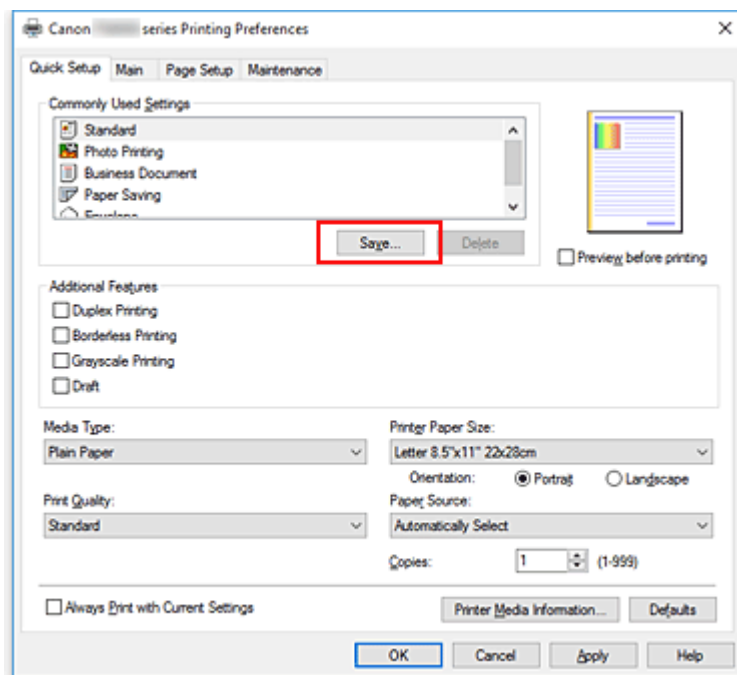 Canon series Printing Preferences
Quick Setup Main Page Setup Maintenance
Commonly Used Settings
Standard
Photo Printing
Business Document
Paper Saving
Envelope
Save... Delete
Preview before printing
Additional Features
Duplex Printing
Borderless Printing
Grayscale Printing
Draft
Media Type: Printer Paper Size:
Plain Paper Letter 8.5"x11" 22x28cm
Orientation: Portrait Landscape
Print Quality: Paper Source:
Standard Automatically Select
Copies: 1 (1-999)
Always Print with Current Settings Printer Media Information... Defaults
OK Cancel Apply Help